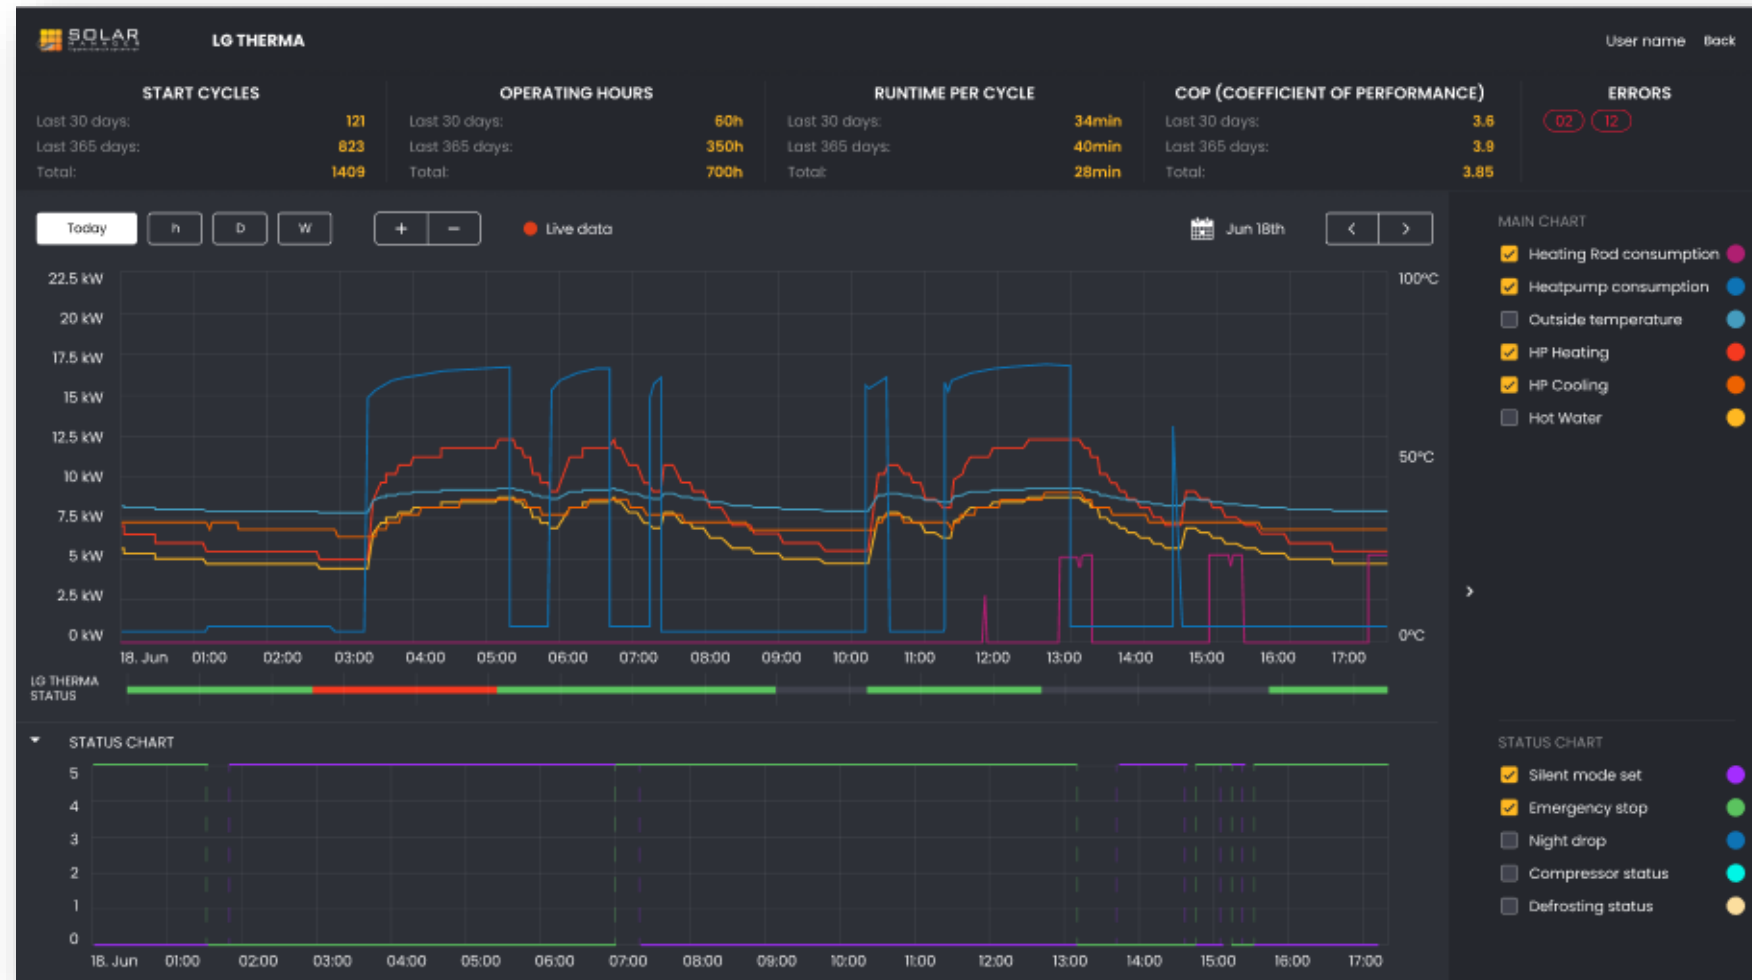 SOLAR
MANAGER
LG THERMA
User name Back
START CYCLES
Last 30 days: 121
Last 365 days: 823
Total: 1409
OPERATING HOURS
Last 30 days: 60h
Last 365 days: 350h
Total: 700h
RUNTIME PER CYCLE
Last 30 days: 34min
Last 365 days: 40min
Total: 28min
COP (COEFFICIENT OF PERFORMANCE)
Last 30 days: 3.6
Last 365 days: 3.9
Total: 3.85
ERRORS
02 12
Today h D W + − Live data Jun 18th < >
22.5 kW
20 kW
17.5 kW
15 kW
12.5 kW
10 kW
7.5 kW
5 kW
2.5 kW
0 kW
100ºC
50ºC
0ºC
18. Jun 01:00 02:00 03:00 04:00 05:00 06:00 07:00 08:00 09:00 10:00 11:00 12:00 13:00 14:00 15:00 16:00 17:00
LG THERMA
STATUS
MAIN CHART
Heating Rod consumption
Heatpump consumption
Outside temperature
HP Heating
HP Cooling
Hot Water
>
STATUS CHART
5
4
3
2
1
0
18. Jun 01:00 02:00 03:00 04:00 05:00 06:00 07:00 08:00 09:00 10:00 11:00 12:00 13:00 14:00 15:00 16:00 17:00
STATUS CHART
Silent mode set
Emergency stop
Night drop
Compressor status
Defrosting status